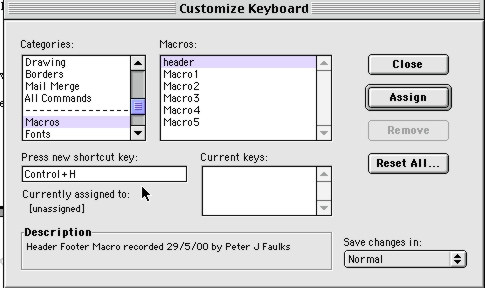 Customize Keyboard
Categories:
Drawing
Borders
Mail Merge
All Commands
Macros
Fonts
Macros:
header
Macro1
Macro2
Macro3
Macro4
Macro5
Close
Assign
Remove
Reset All...
Press new shortcut key:
Control+H
Currently assigned to:
[unassigned]
Current keys:
Description
Header Footer Macro recorded 29/5/00 by Peter J Faulks
Save changes in:
Normal